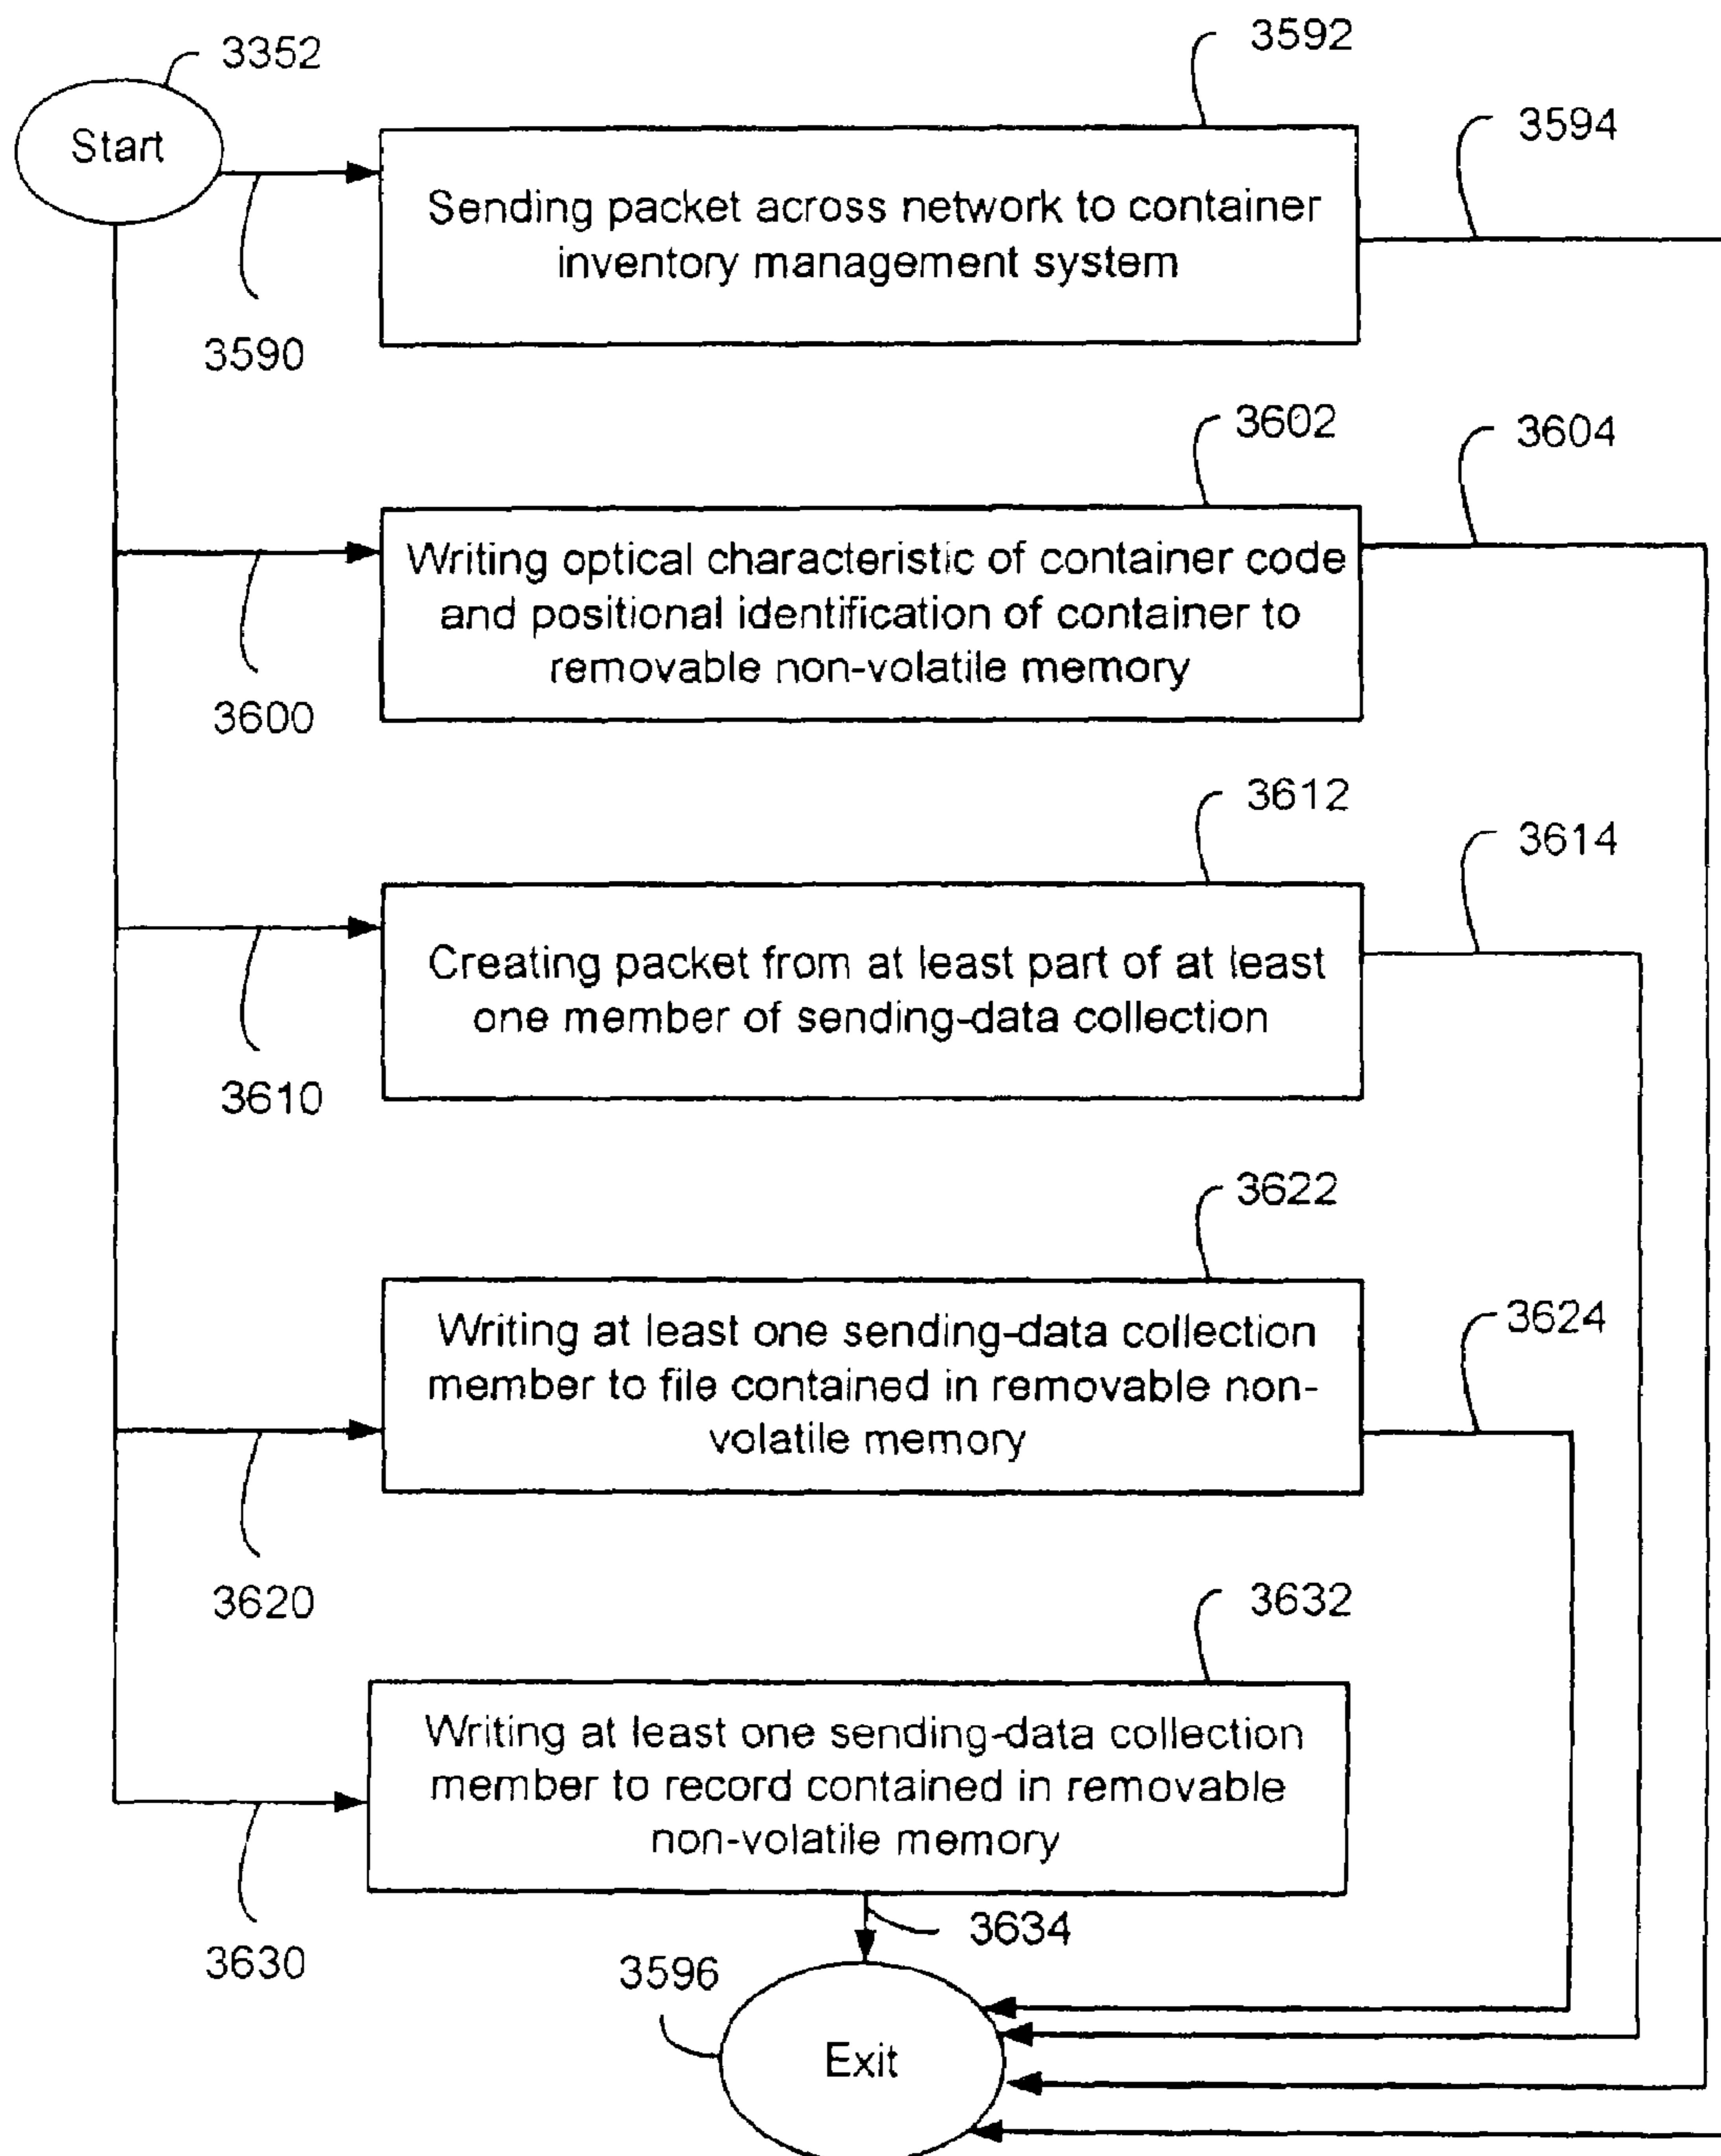 3352
3592
Start
3594
Sending packet across network to container
inventory management system
3590
3602
3604
Writing optical characteristic of container code
and positional identification of container to
removable non-volatile memory
3600
3612
3614
Creating packet from at least part of at least
one member of sending-data collection
3610
3622
3624
Writing at least one sending-data collection
member to file contained in removable non-
volatile memory
3620
3632
Writing at least one sending-data collection
member to record contained in removable
non-volatile memory
3634
3630
3596
Exit